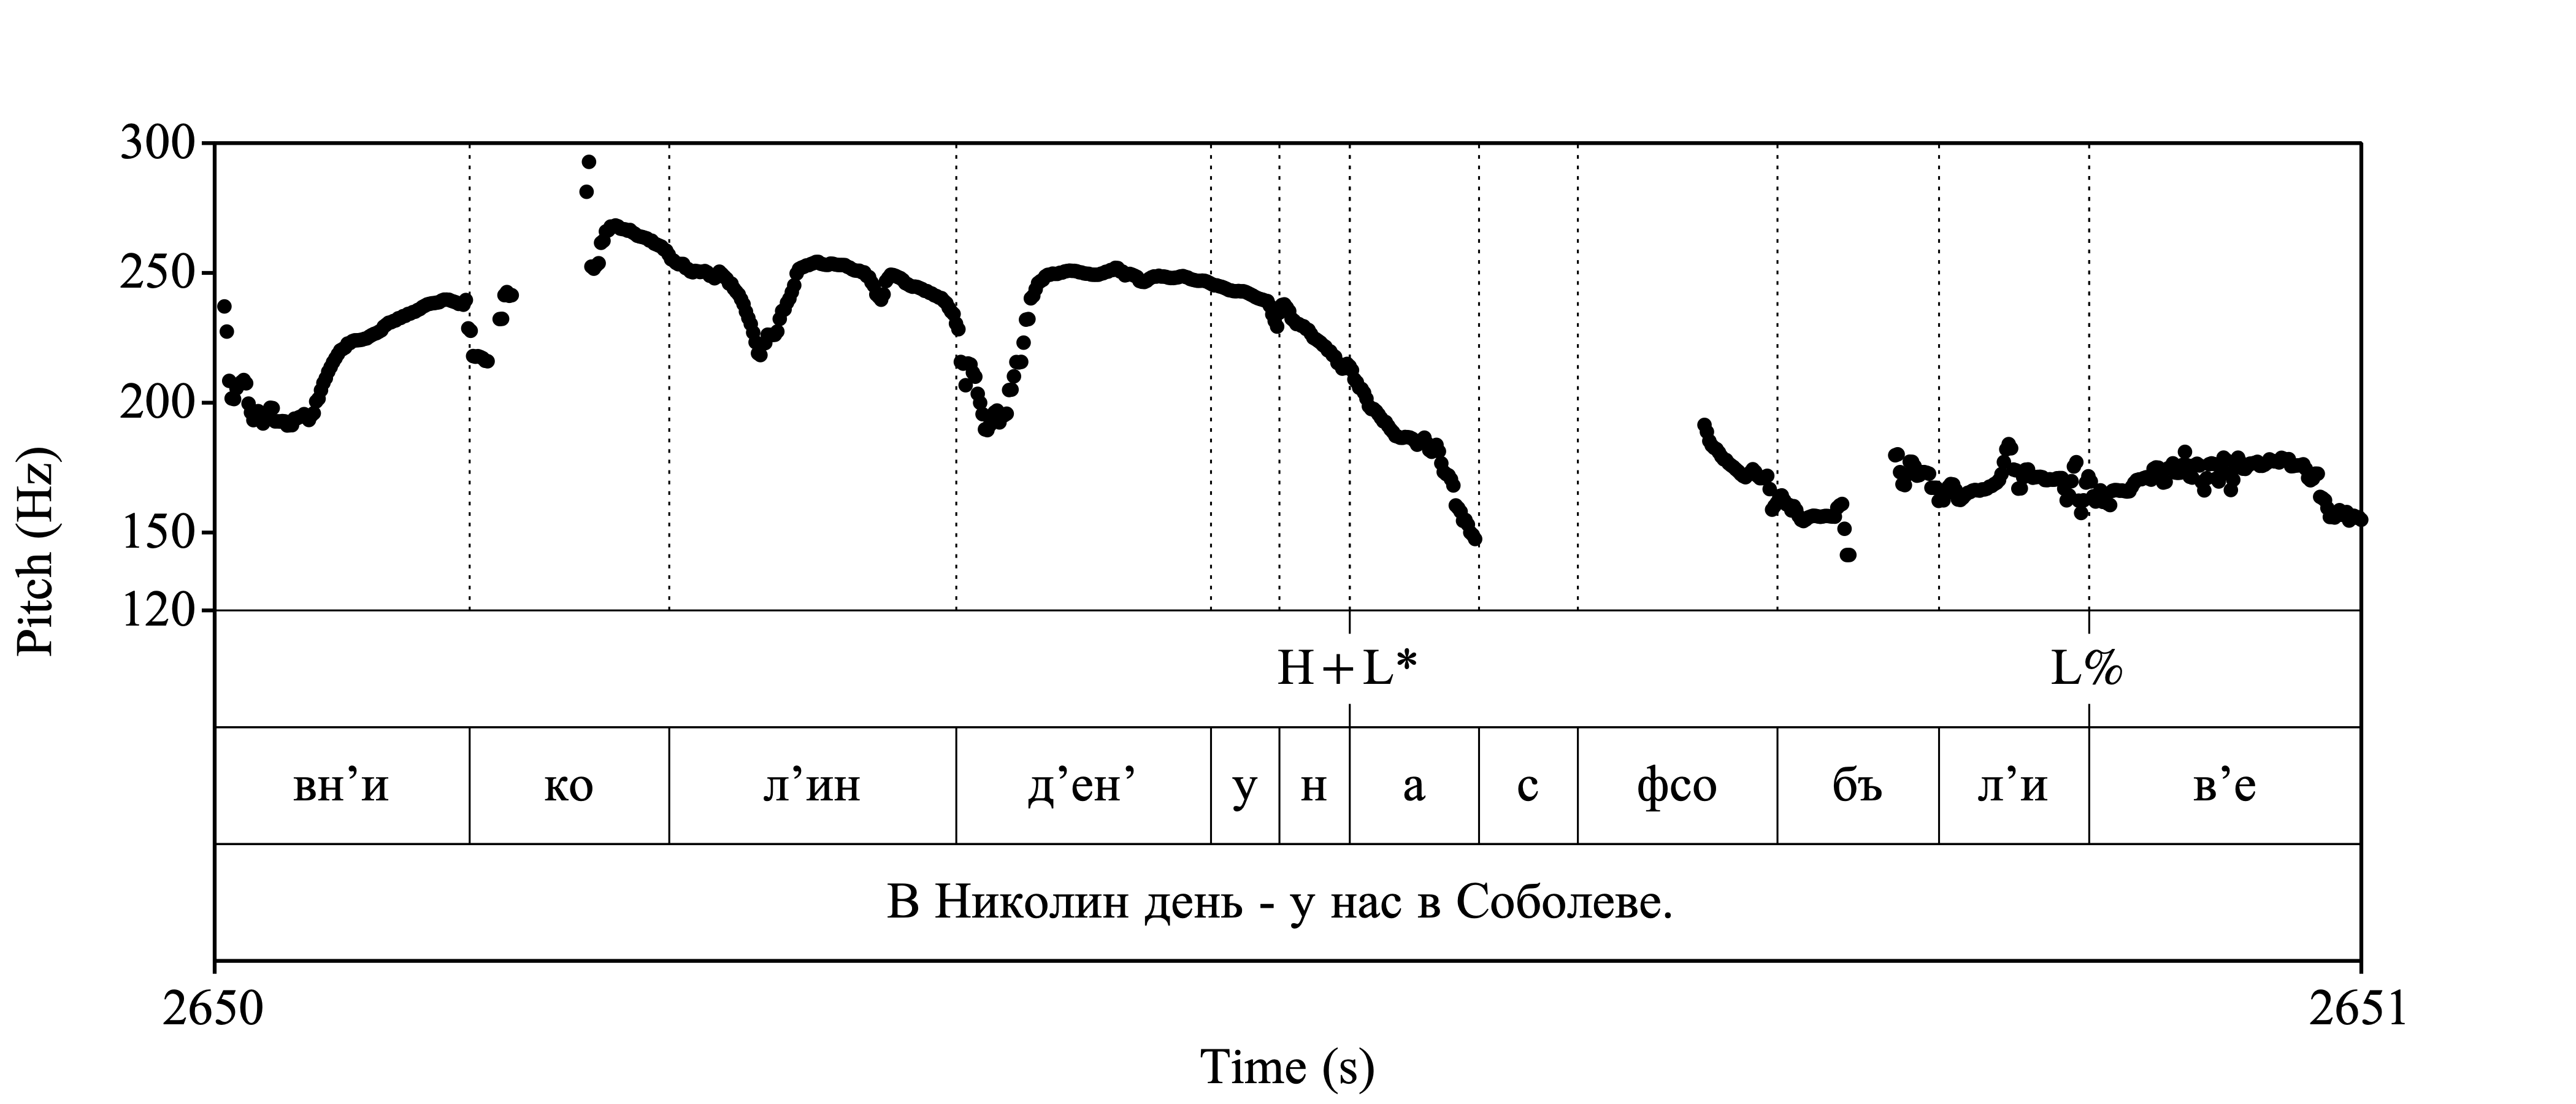 300
250
200
150
120
Pitch (Hz)
H+L* L%
вн’и ко л’ин д’ен’ у н а с фсо бъ л’и в’е
В Николин день - у нас в Соболеве.
2650 2651
Time (s)